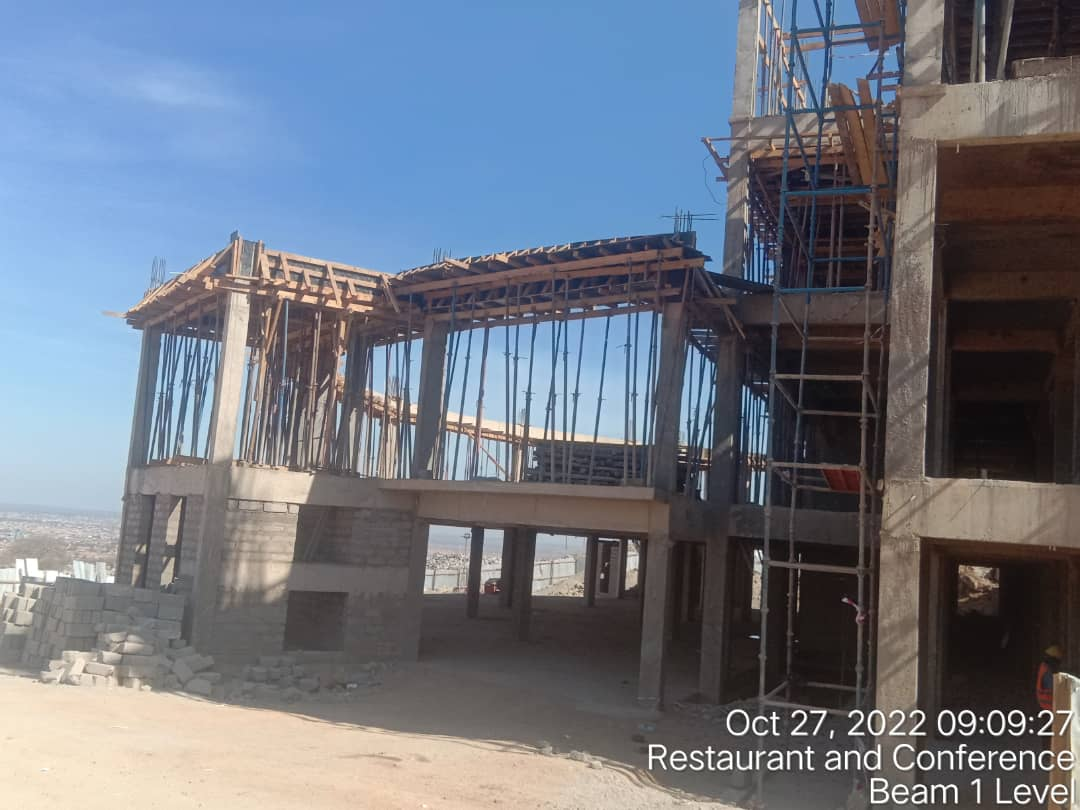 Oct 27, 2022 09:09:27
Restaurant and Conference
Beam 1 Level